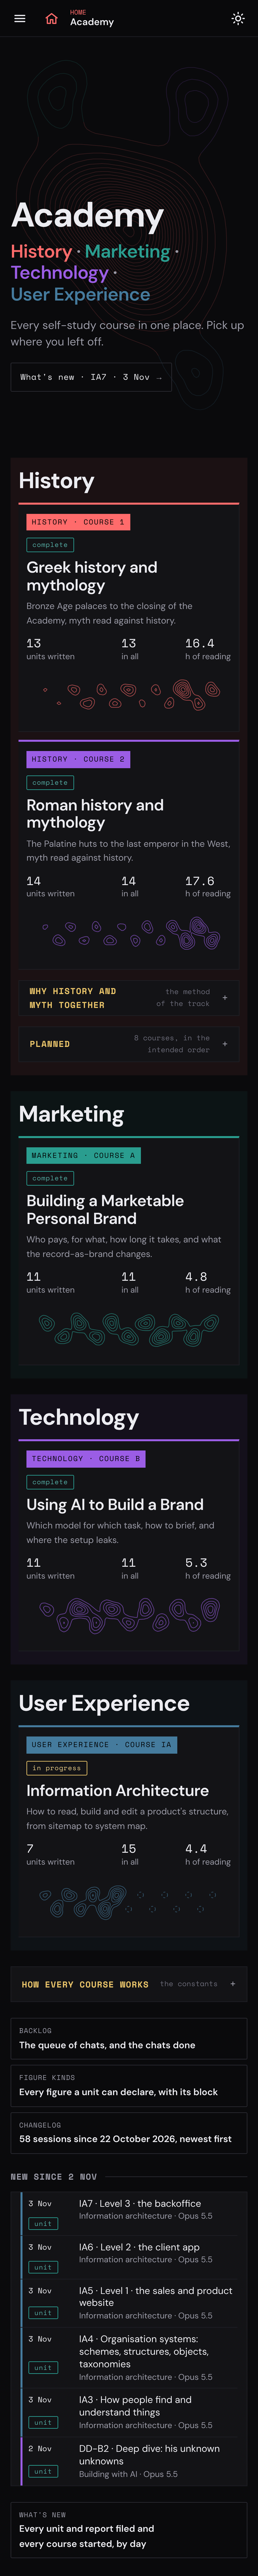 HOME
Academy
Academy
History · Marketing ·
Technology ·
User Experience
Every self-study course in one place. Pick up
where you left off.
What's new · IA7 · 3 Nov →
History
HISTORY · COURSE 1
complete
Greek history and
mythology
Bronze Age palaces to the closing of the
Academy, myth read against history.
13 13 16.4
units written in all h of reading
HISTORY · COURSE 2
complete
Roman history and
mythology
The Palatine huts to the last emperor in the West,
myth read against history.
14 14 17.6
units written in all h of reading
WHY HISTORY AND the method
MYTH TOGETHER of the track +
PLANNED 8 courses, in the
intended order +
Marketing
MARKETING · COURSE A
complete
Building a Marketable
Personal Brand
Who pays, for what, how long it takes, and what
the record-as-brand changes.
11 11 4.8
units written in all h of reading
Technology
TECHNOLOGY · COURSE B
complete
Using AI to Build a Brand
Which model for which task, how to brief, and
where the setup leaks.
11 11 5.3
units written in all h of reading
User Experience
USER EXPERIENCE · COURSE IA
in progress
Information Architecture
How to read, build and edit a product's structure,
from sitemap to system map.
7 15 4.4
units written in all h of reading
HOW EVERY COURSE WORKS the constants +
BACKLOG
The queue of chats, and the chats done
FIGURE KINDS
Every figure a unit can declare, with its block
CHANGELOG
58 sessions since 22 October 2026, newest first
NEW SINCE 2 NOV
3 Nov IA7 · Level 3 · the backoffice
unit Information architecture · Opus 5.5
3 Nov IA6 · Level 2 · the client app
unit Information architecture · Opus 5.5
3 Nov IA5 · Level 1 · the sales and product
website
unit Information architecture · Opus 5.5
3 Nov IA4 · Organisation systems:
schemes, structures, objects,
taxonomies
unit Information architecture · Opus 5.5
3 Nov IA3 · How people find and
understand things
unit Information architecture · Opus 5.5
2 Nov DD-B2 · Deep dive: his unknown
unknowns
unit Building with AI · Opus 5.5
WHAT'S NEW
Every unit and report filed and
every course started, by day